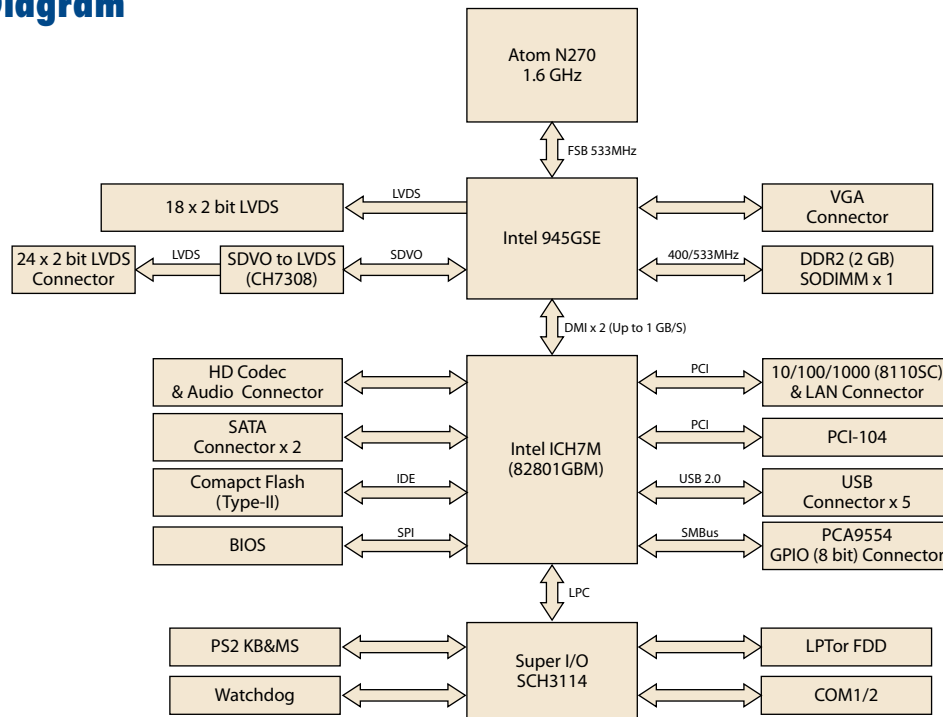 Diagram
Atom N270
1.6 GHz
FSB 533MHz
18 x 2 bit LVDS
LVDS
Intel 945GSE
VGA
Connector
24 x 2 bit LVDS
Connector
LVDS
SDVO to LVDS
(CH7308)
SDVO
400/533MHz
DDR2 (2 GB)
SODIMM x 1
DMI x 2 (Up to 1 GB/S)
HD Codec
& Audio Connector
Intel ICH7M
(82801GBM)
PCI
10/100/1000 (8110SC)
& LAN Connector
SATA
Connector x 2
PCI
PCI-104
Comapct Flash
(Type-II)
IDE
USB 2.0
USB
Connector x 5
BIOS
SPI
SMBus
PCA9554
GPIO (8 bit) Connector
LPC
PS2 KB&MS
Super I/O
SCH3114
LPTor FDD
Watchdog
COM1/2